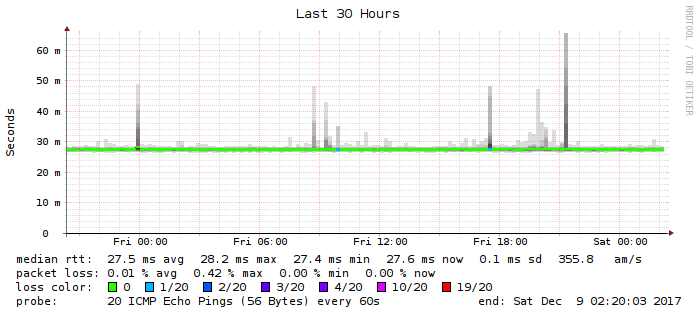 Last 30 Hours
RRDTOOL / TOBI OETIKER
Seconds
60 m
50 m
40 m
30 m
20 m
10 m
0
Fri 00:00 Fri 06:00 Fri 12:00 Fri 18:00 Sat 00:00
median rtt: 27.5 ms avg 28.2 ms max 27.4 ms min 27.6 ms now 0.1 ms sd 355.8 am/s
packet loss: 0.01 % avg 0.42 % max 0.00 % min 0.00 % now
loss color: 0 1/20 2/20 3/20 4/20 10/20 19/20
probe: 20 ICMP Echo Pings (56 Bytes) every 60s end: Sat Dec 9 02:20:03 2017